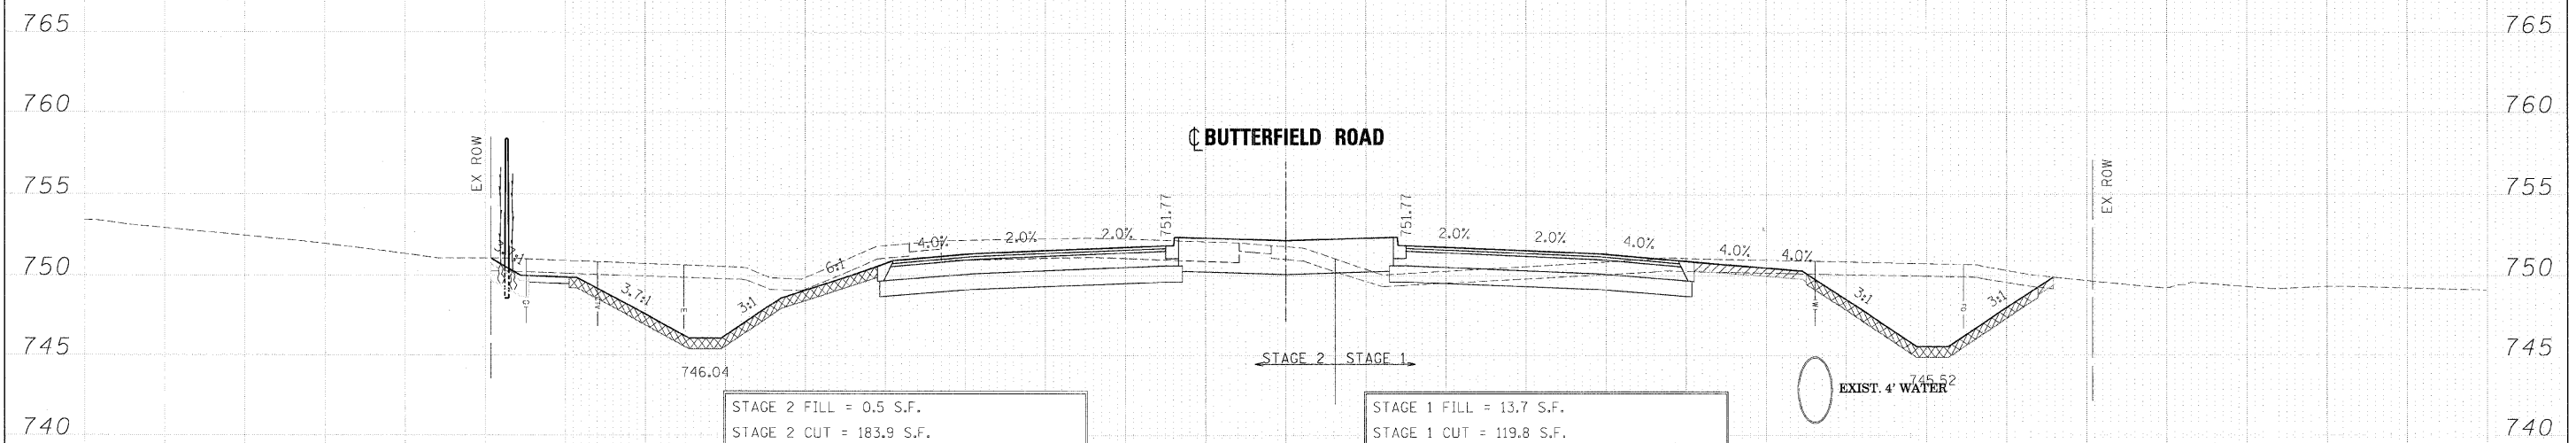 765
765
760
760
℄ BUTTERFIELD ROAD
EX ROW
EX ROW
755
755
751.77
751.77
4.0%
2.0%
2.0%
2.0%
2.0%
4.0%
4.0%
4.0%
750
750
6:1
3.7:1
3:1
3:1
3:1
745
745
STAGE 2
STAGE 1
746.04
745.52
EXIST. 4' WATER
STAGE 2 FILL = 0.5 S.F.
STAGE 2 CUT = 183.9 S.F.
STAGE 1 FILL = 13.7 S.F.
STAGE 1 CUT = 119.8 S.F.
740
740